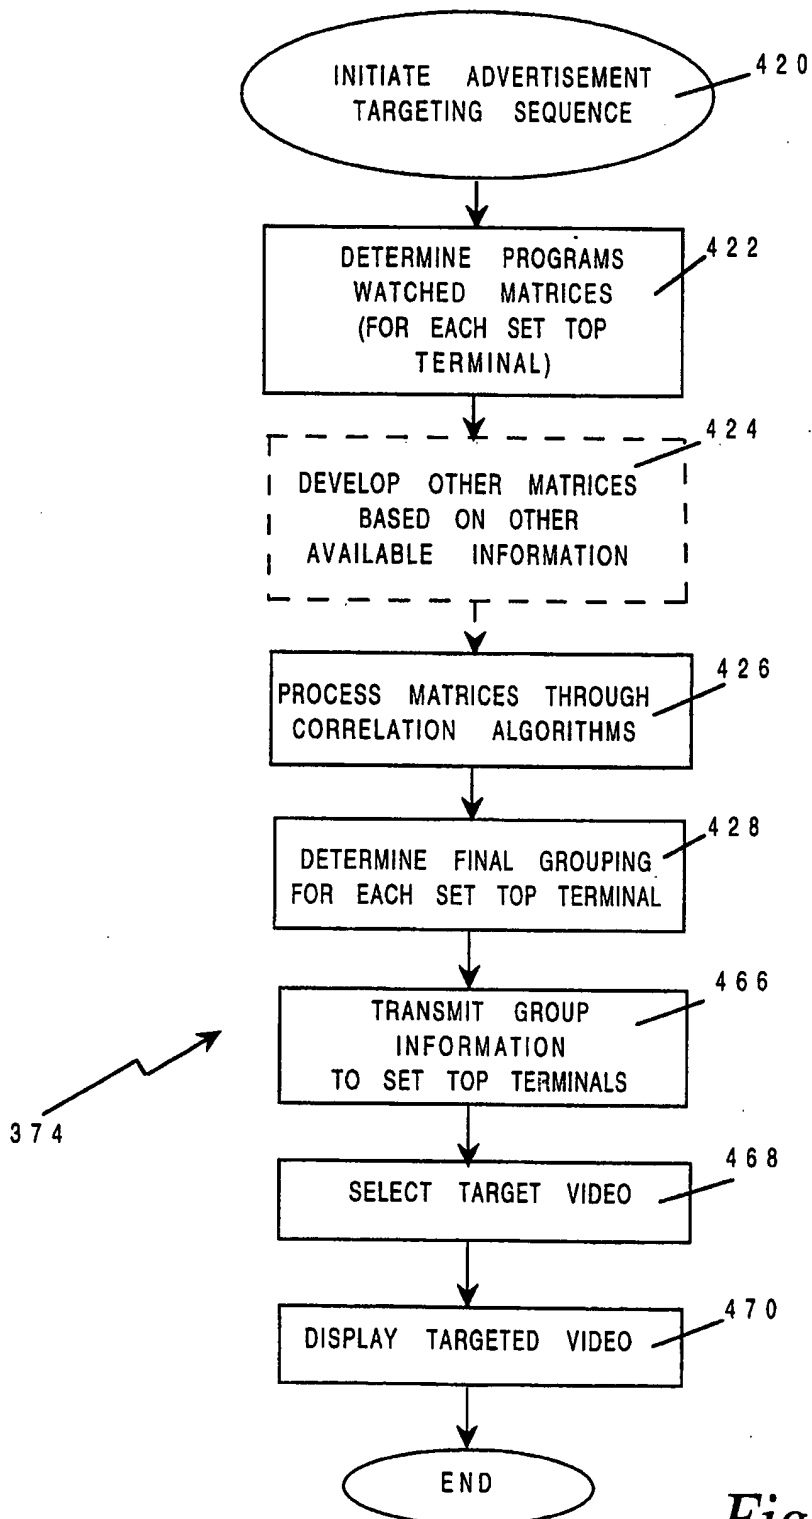 INITIATE ADVERTISEMENT
TARGETING SEQUENCE
420
DETERMINE PROGRAMS
WATCHED MATRICES
(FOR EACH SET TOP
TERMINAL)
422
DEVELOP OTHER MATRICES
BASED ON OTHER
AVAILABLE INFORMATION
424
PROCESS MATRICES THROUGH
CORRELATION ALGORITHMS
426
DETERMINE FINAL GROUPING
FOR EACH SET TOP TERMINAL
428
TRANSMIT GROUP
INFORMATION
TO SET TOP TERMINALS
466
374
SELECT TARGET VIDEO
468
DISPLAY TARGETED VIDEO
470
END
Fig